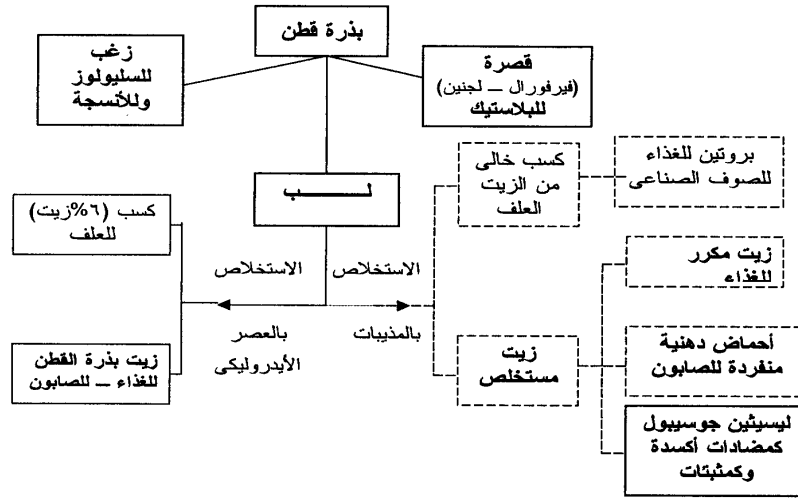 بذرة قطن
زغب
للسليولوز
وللأنسجة
قصرة
(فيرفورال – لجنين)
للبلاستيك
لـــــــب
كسب خالى
من الزيت
العلف
بروتين للغذاء
للصوف الصناعى
كسب (٦%زيت)
للعلف
الاستخلاص
بالعصر
الأيدروليكى
الاستخلاص
بالمذيبات
زيت مكرر
للغذاء
زيت بذرة القطن
للغذاء – للصابون
زيت
مستخلص
أحماض دهنية
منفردة للصابون
ليسيثين جوسيبول
كمضادات أكسدة
وكمثبتات